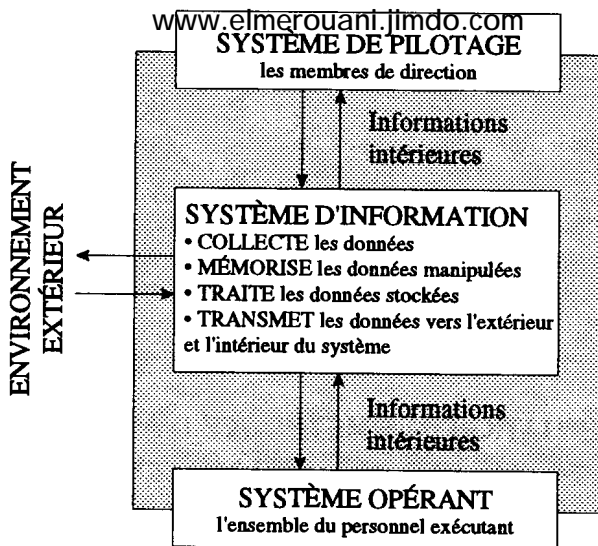 www.elmerouani.jimdo.com
SYSTÈME DE PILOTAGE
les membres de direction
Informations
intérieures
ENVIRONNEMENT
EXTÉRIEUR
SYSTÈME D'INFORMATION
• COLLECTE les données
• MÉMORISE les données manipulées
• TRAITE les données stockées
• TRANSMET les données vers l'extérieur
et l'intérieur du système
Informations
intérieures
SYSTÈME OPÉRANT
l'ensemble du personnel exécutant